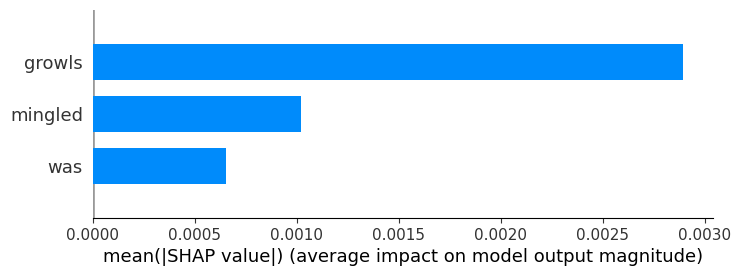 growls
mingled
was
0.0000 0.0005 0.0010 0.0015 0.0020 0.0025 0.0030
mean(|SHAP value|) (average impact on model output magnitude)